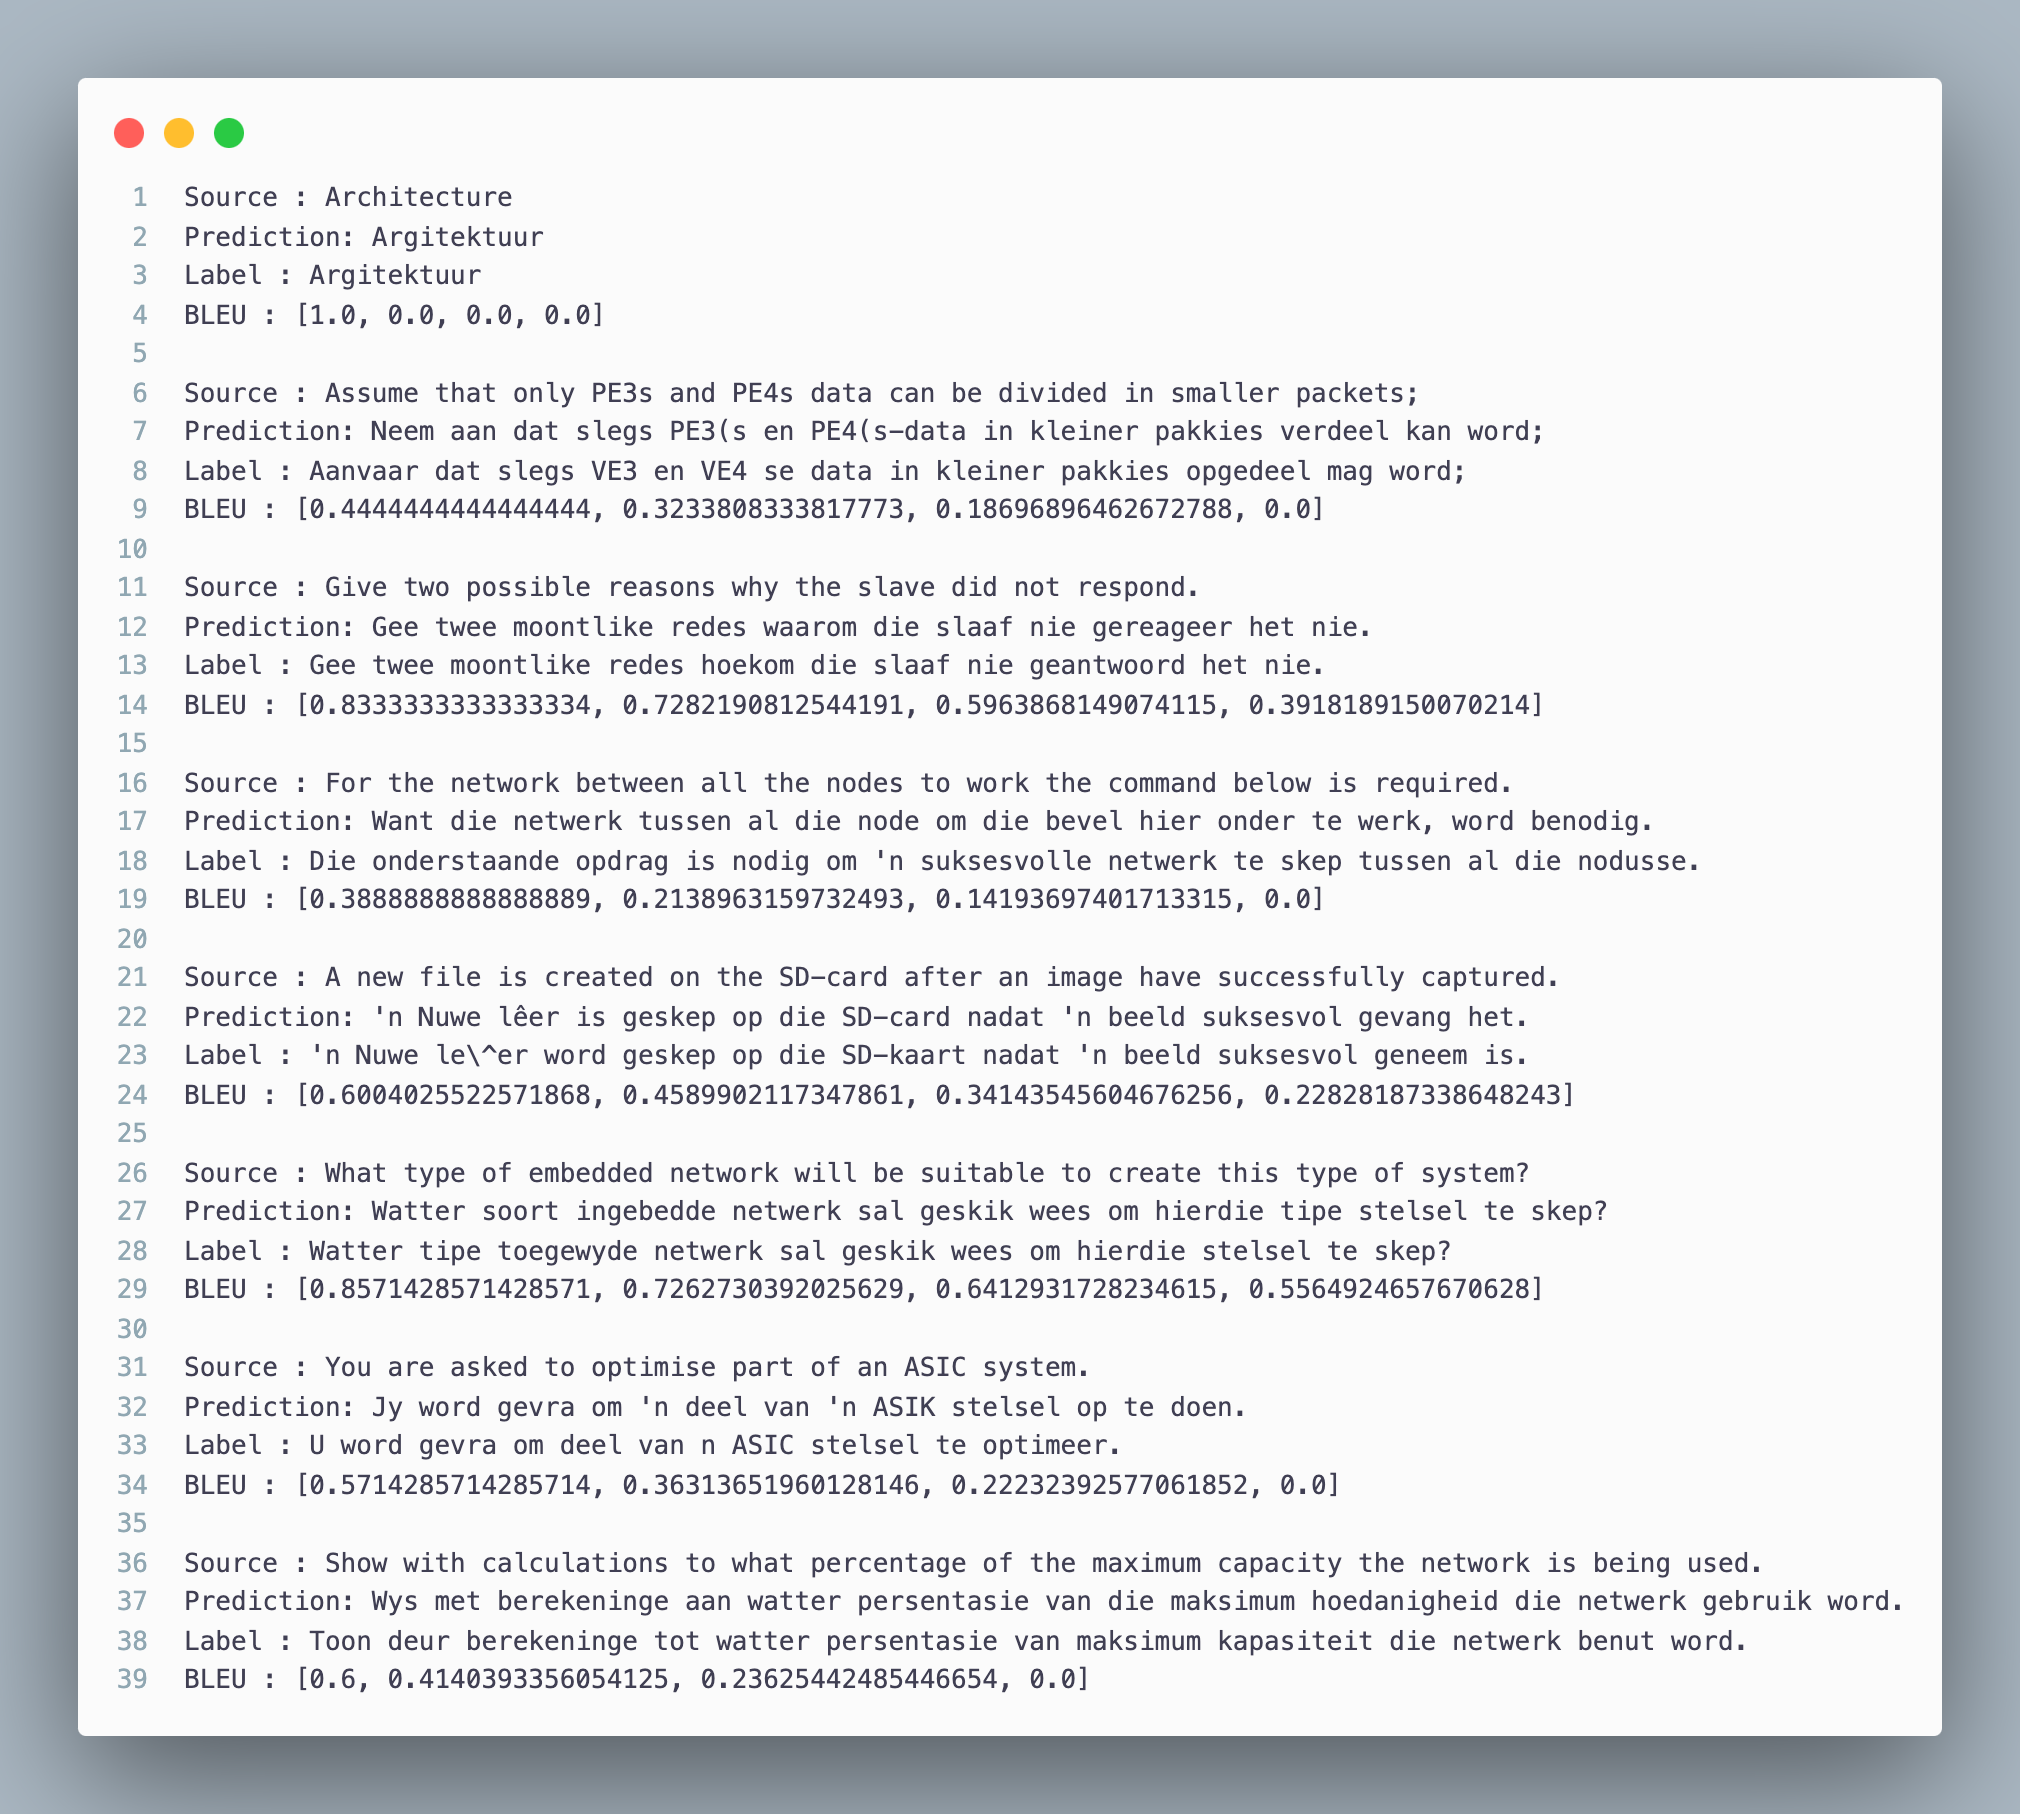 1 Source : Architecture
2 Prediction: Argitektuur
3 Label : Argitektuur
4 BLEU : [1.0, 0.0, 0.0, 0.0]
5
6 Source : Assume that only PE3s and PE4s data can be divided in smaller packets;
7 Prediction: Neem aan dat slegs PE3(s en PE4(s-data in kleiner pakkies verdeel kan word;
8 Label : Aanvaar dat slegs VE3 en VE4 se data in kleiner pakkies opgedeel mag word;
9 BLEU : [0.4444444444444444, 0.3233808333817773, 0.18696896462672788, 0.0]
10
11 Source : Give two possible reasons why the slave did not respond.
12 Prediction: Gee twee moontlike redes waarom die slaaf nie gereageer het nie.
13 Label : Gee twee moontlike redes hoekom die slaaf nie geantwoord het nie.
14 BLEU : [0.8333333333333334, 0.7282190812544191, 0.5963868149074115, 0.3918189150070214]
15
16 Source : For the network between all the nodes to work the command below is required.
17 Prediction: Want die netwerk tussen al die node om die bevel hier onder te werk, word benodig.
18 Label : Die onderstaande opdrag is nodig om 'n suksesvolle netwerk te skep tussen al die nodusse.
19 BLEU : [0.3888888888888889, 0.2138963159732493, 0.14193697401713315, 0.0]
20
21 Source : A new file is created on the SD-card after an image have successfully captured.
22 Prediction: 'n Nuwe lêer is geskep op die SD-card nadat 'n beeld suksesvol gevang het.
23 Label : 'n Nuwe le\^er word geskep op die SD-kaart nadat 'n beeld suksesvol geneem is.
24 BLEU : [0.6004025522571868, 0.4589902117347861, 0.34143545604676256, 0.22828187338648243]
25
26 Source : What type of embedded network will be suitable to create this type of system?
27 Prediction: Watter soort ingebedde netwerk sal geskik wees om hierdie tipe stelsel te skep?
28 Label : Watter tipe toegewyde netwerk sal geskik wees om hierdie stelsel te skep?
29 BLEU : [0.8571428571428571, 0.7262730392025629, 0.6412931728234615, 0.5564924657670628]
30
31 Source : You are asked to optimise part of an ASIC system.
32 Prediction: Jy word gevra om 'n deel van 'n ASIK stelsel op te doen.
33 Label : U word gevra om deel van n ASIC stelsel te optimeer.
34 BLEU : [0.5714285714285714, 0.36313651960128146, 0.22232392577061852, 0.0]
35
36 Source : Show with calculations to what percentage of the maximum capacity the network is being used.
37 Prediction: Wys met berekeninge aan watter persentasie van die maksimum hoedanigheid die netwerk gebruik word.
38 Label : Toon deur berekeninge tot watter persentasie van maksimum kapasiteit die netwerk benut word.
39 BLEU : [0.6, 0.4140393356054125, 0.23625442485446654, 0.0]